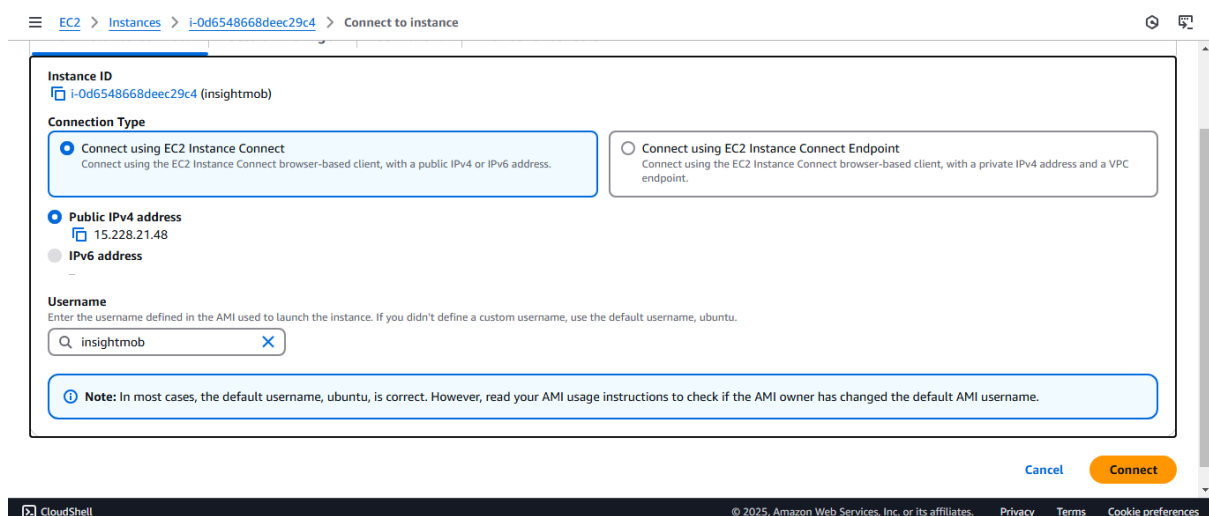 EC2 > Instances > i-0d6548668deec29c4 > Connect to instance
Instance ID
i-0d6548668deec29c4 (insightmob)
Connection Type
Connect using EC2 Instance Connect
Connect using the EC2 Instance Connect browser-based client, with a public IPv4 or IPv6 address.
Connect using EC2 Instance Connect Endpoint
Connect using the EC2 Instance Connect browser-based client, with a private IPv4 address and a VPC
endpoint.
Public IPv4 address
15.228.21.48
IPv6 address
–
Username
Enter the username defined in the AMI used to launch the instance. If you didn't define a custom username, use the default username, ubuntu.
insightmob
Note: In most cases, the default username, ubuntu, is correct. However, read your AMI usage instructions to check if the AMI owner has changed the default AMI username.
Cancel
Connect
CloudShell
© 2025, Amazon Web Services, Inc. or its affiliates.
Privacy
Terms
Cookie preferences